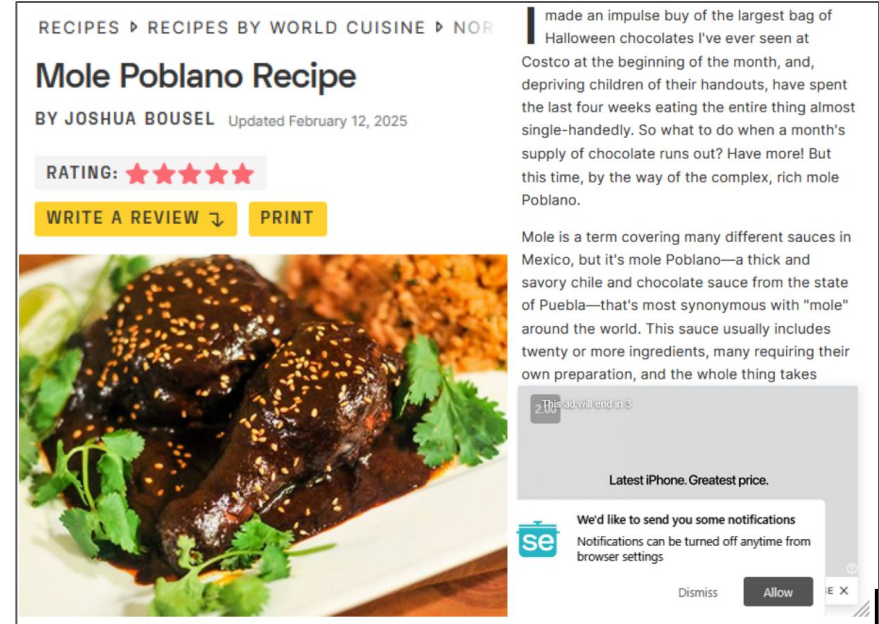 RECIPES ▷ RECIPES BY WORLD CUISINE ▷ NOR
Mole Poblano Recipe
BY JOSHUA BOUSEL Updated February 12, 2025
RATING:
WRITE A REVIEW
PRINT
I made an impulse buy of the largest bag of
Halloween chocolates I've ever seen at
Costco at the beginning of the month, and,
depriving children of their handouts, have spent
the last four weeks eating the entire thing almost
single-handedly. So what to do when a month's
supply of chocolate runs out? Have more! But
this time, by the way of the complex, rich mole
Poblano.
Mole is a term covering many different sauces in
Mexico, but it's mole Poblano—a thick and
savory chile and chocolate sauce from the state
of Puebla—that's most synonymous with "mole"
around the world. This sauce usually includes
twenty or more ingredients, many requiring their
own preparation, and the whole thing takes
2.00
This ad will end in 3
Latest iPhone. Greatest price.
se
We'd like to send you some notifications
Notifications can be turned off anytime from
browser settings
Dismiss
Allow